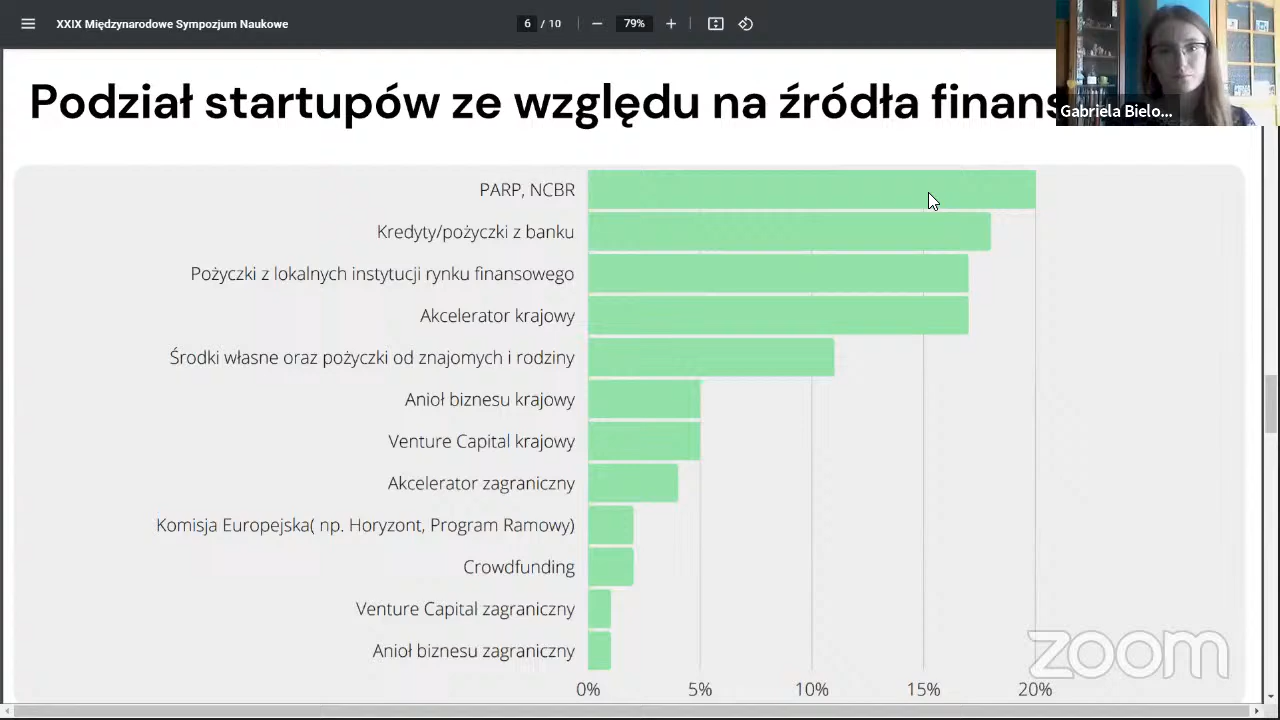 XXIX Międzynarodowe Sympozjum Naukowe
6 / 10
79%
Podział startupów ze względu na źródła finans
Gabriela Bielo...
PARP, NCBR
Kredyty/pożyczki z banku
Pożyczki z lokalnych instytucji rynku finansowego
Akcelerator krajowy
Środki własne oraz pożyczki od znajomych i rodziny
Anioł biznesu krajowy
Venture Capital krajowy
Akcelerator zagraniczny
Komisja Europejska( np. Horyzont, Program Ramowy)
Crowdfunding
Venture Capital zagraniczny
Anioł biznesu zagraniczny
0% 5% 10% 15% 20%
zoom